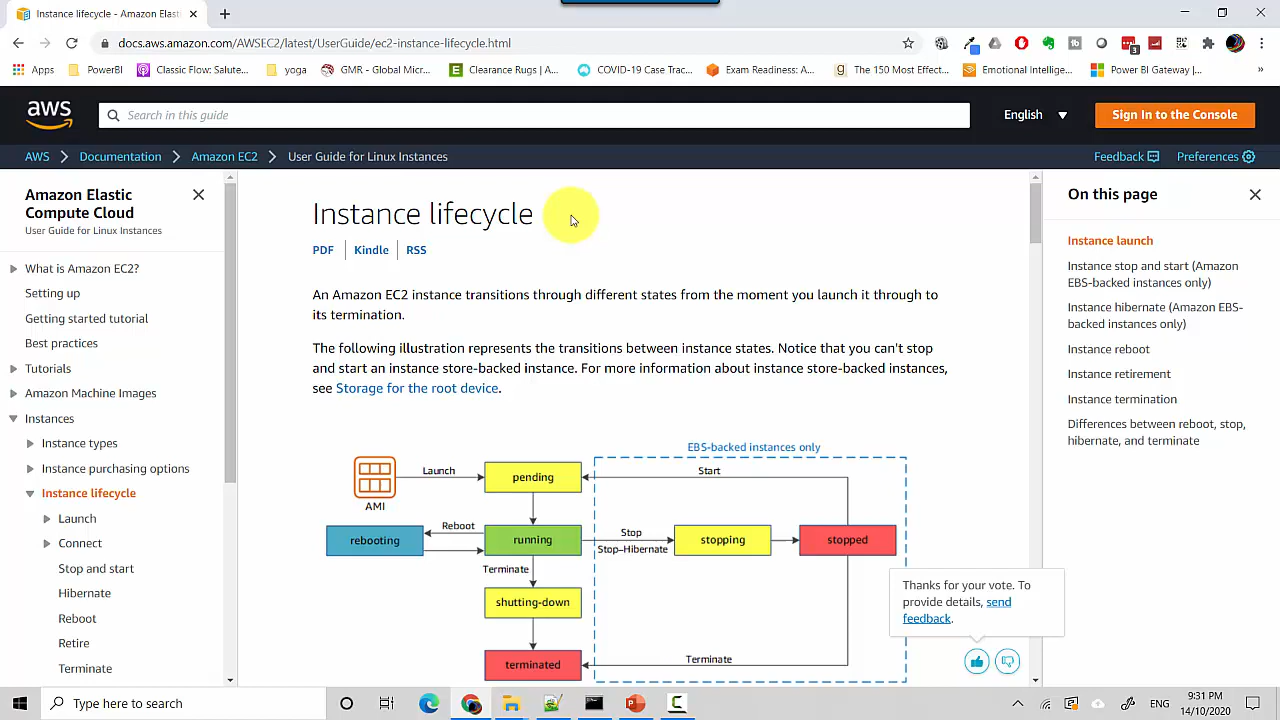 Instance lifecycle - Amazon Elast
docs.aws.amazon.com/AWSEC2/latest/UserGuide/ec2-instance-lifecycle.html
3
Apps
PowerBI
Classic Flow: Salute...
yoga
GMR - Global Micr...
Clearance Rugs | A...
COVID-19 Case Trac...
Exam Readiness: A...
The 150 Most Effect...
Emotional Intellige...
Power BI Gateway |...
»
aws
Search in this guide
English
Sign In to the Console
AWS
Documentation
Amazon EC2
User Guide for Linux Instances
Feedback
Preferences
Amazon Elastic
Compute Cloud
User Guide for Linux Instances
What is Amazon EC2?
Setting up
Getting started tutorial
Best practices
Tutorials
Amazon Machine Images
Instances
Instance types
Instance purchasing options
Instance lifecycle
Launch
Connect
Stop and start
Hibernate
Reboot
Retire
Terminate
Instance lifecycle
PDF
Kindle
RSS
An Amazon EC2 instance transitions through different states from the moment you launch it through to
its termination.
The following illustration represents the transitions between instance states. Notice that you can't stop
and start an instance store-backed instance. For more information about instance store-backed instances,
see Storage for the root device.
EBS-backed instances only
Launch
pending
Start
AMI
Reboot
Stop
rebooting
running
stopping
stopped
Stop-Hibernate
Terminate
shutting-down
Terminate
terminated
Thanks for your vote. To
provide details, send
feedback.
On this page
Instance launch
Instance stop and start (Amazon
EBS-backed instances only)
Instance hibernate (Amazon EBS-
backed instances only)
Instance reboot
Instance retirement
Instance termination
Differences between reboot, stop,
hibernate, and terminate
Type here to search
ENG
9:31 PM
14/10/2020